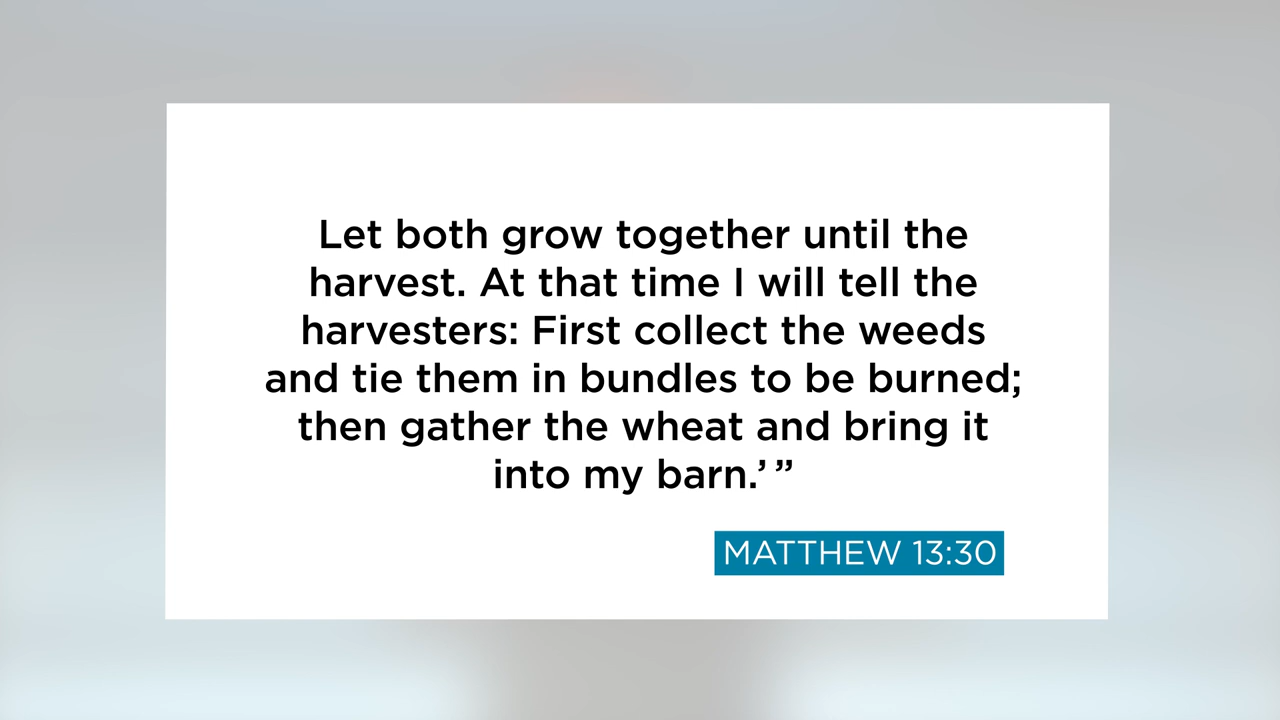 Let both grow together until the
harvest. At that time I will tell the
harvesters: First collect the weeds
and tie them in bundles to be burned;
then gather the wheat and bring it
into my barn.’ ”
MATTHEW 13:30